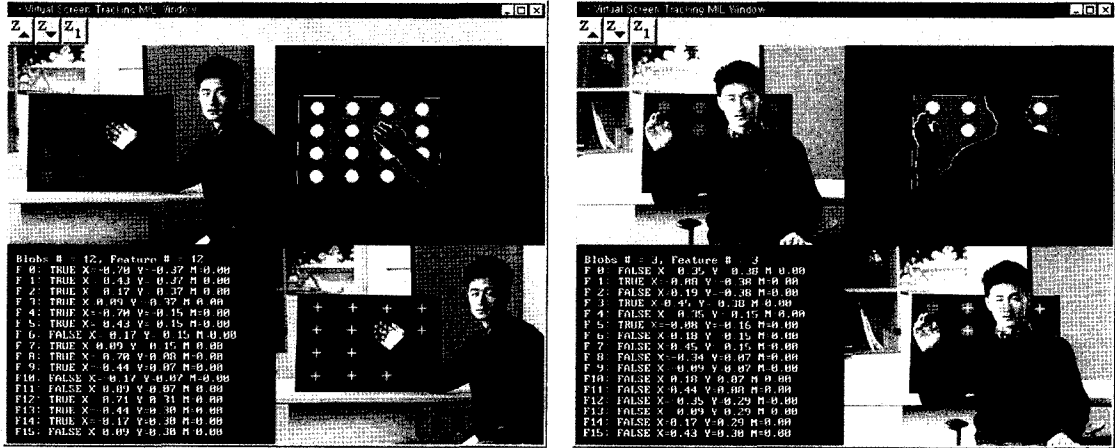 Virtual Screen Tracking MIL Window
Z Z Z1
Blobs # = 12, Feature # = 12
F 0: TRUE X=-0.70 Y=-0.37 M=0.00
F 1: TRUE X 0.43 Y 0.37 M=0.00
F 2: TRUE X 0.17 Y 0.37 M 0.00
F 3: TRUE 0.09 Y 0.37 M 0.00
F 4: TRUE X=-0.70 Y 0.15 M=0.00
F 5: TRUE X 0.43 Y 0.15 M 0.00
F 6: FALSE X 0.17 Y 0.15 M 0.00
F 7: TRUE 0.09 Y 0.15 M 0.00
F 8: TRUE X 0.70 Y=0.08 M=0.00
F 9: TRUE X=-0.44 Y=0.07 M=0.00
F10: FALSE X=-0.17 Y=0.07 M=0.00
F11: FALSE X 0.09 Y 0.07 M 0.00
F12: TRUE X 0.71 Y 0.31 M=0.00
F13: TRUE X=-0.44 Y=0.30 M=0.00
F14: TRUE X=-0.17 Y=0.30 M=0.00
F15: FALSE X 0.09 Y=0.30 M=0.00
Virtual Screen Tracking MIL Window
Z Z Z1
Blobs # = 3, Feature # = 3
F 0: FALSE X 0.35 Y 0.38 M 0.00
F 1: TRUE X=-0.08 Y=-0.38 M=0.00
F 2: FALSE X 0.19 Y -0.38 M=0.00
F 3: TRUE X 0.45 Y 0.38 M 0.00
F 4: FALSE X 0.35 Y 0.15 M 0.00
F 5: TRUE X=-0.08 Y=-0.16 M=0.00
F 6: FALSE X 0.18 Y 0.15 M=0.00
F 7: FALSE X 0.45 Y 0.15 M=0.00
F 8: FALSE X=-0.34 Y=0.07 M=0.00
F 9: FALSE X 0.09 Y=0.07 M 0.00
F10: FALSE X 0.18 Y 0.07 M 0.00
F11: FALSE X=0.44 Y=0.08 M=0.00
F12: FALSE X 0.35 Y=0.29 M=0.00
F13: FALSE X 0.09 Y 0.29 M 0.00
F14: FALSE X=0.17 Y=0.29 M=0.00
F15: FALSE X=0.43 Y=0.30 M=0.00